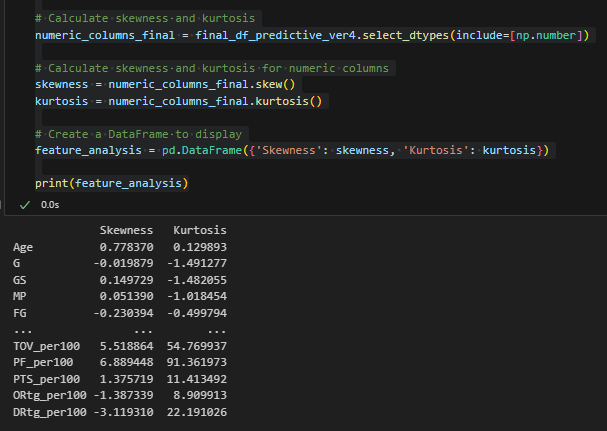 # Calculate skewness and kurtosis
numeric_columns_final = final_df_predictive_ver4.select_dtypes(include=[np.number])
# Calculate skewness and kurtosis for numeric columns
skewness = numeric_columns_final.skew()
kurtosis = numeric_columns_final.kurtosis()
# Create a DataFrame to display
feature_analysis = pd.DataFrame({'Skewness': skewness, 'Kurtosis': kurtosis})
print(feature_analysis)
0.0s
Skewness Kurtosis
Age 0.778370 0.129893
G -0.019879 -1.491277
GS 0.149729 -1.482055
MP 0.051390 -1.018454
FG -0.230394 -0.499794
... ... ...
TOV_per100 5.518864 54.769937
PF_per100 6.889448 91.361973
PTS_per100 1.375719 11.413492
ORtg_per100 -1.387339 8.909913
DRtg_per100 -3.119310 22.191026